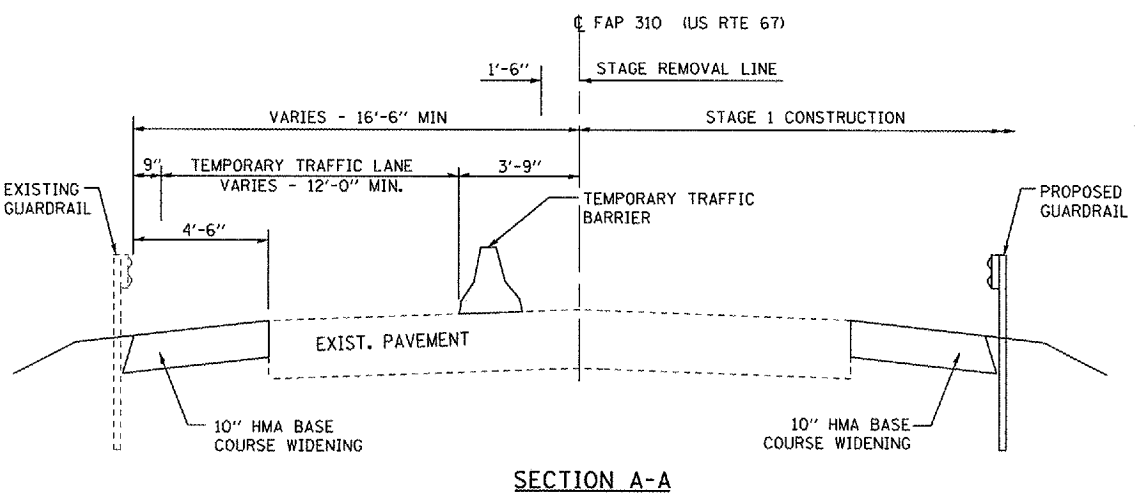 ℄ FAP 310 (US RTE 67)
1'-6"
STAGE REMOVAL LINE
VARIES - 16'-6" MIN
STAGE 1 CONSTRUCTION
9"
TEMPORARY TRAFFIC LANE
VARIES - 12'-0" MIN.
3'-9"
EXISTING
GUARDRAIL
TEMPORARY TRAFFIC
BARRIER
PROPOSED
GUARDRAIL
4'-6"
EXIST. PAVEMENT
10" HMA BASE
COURSE WIDENING
10" HMA BASE
COURSE WIDENING
SECTION A-A